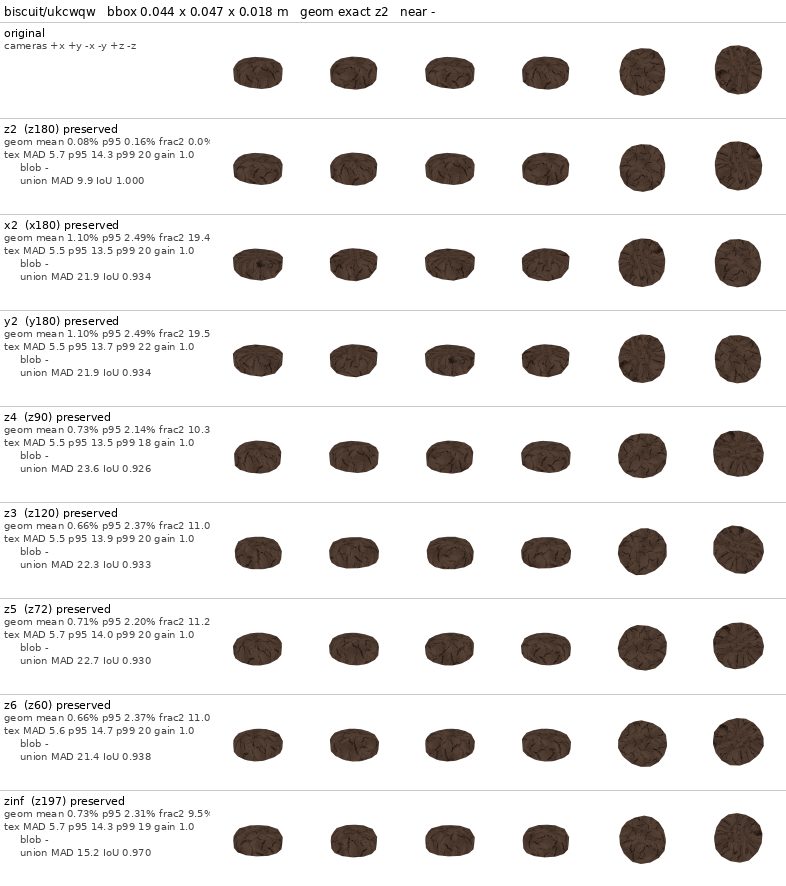 biscuit/ukcwqw   bbox 0.044 x 0.047 x 0.018 m   geom exact z2   near -
original
cameras +x +y -x -y +z -z
z2  (z180) preserved
geom mean 0.08% p95 0.16% frac2 0.0%
tex MAD 5.7 p95 14.3 p99 20 gain 1.0
blob -
union MAD 9.9 IoU 1.000
x2  (x180) preserved
geom mean 1.10% p95 2.49% frac2 19.4
tex MAD 5.5 p95 13.5 p99 20 gain 1.0
blob -
union MAD 21.9 IoU 0.934
y2  (y180) preserved
geom mean 1.10% p95 2.49% frac2 19.5
tex MAD 5.5 p95 13.7 p99 22 gain 1.0
blob -
union MAD 21.9 IoU 0.934
z4  (z90) preserved
geom mean 0.73% p95 2.14% frac2 10.3
tex MAD 5.5 p95 13.5 p99 18 gain 1.0
blob -
union MAD 23.6 IoU 0.926
z3  (z120) preserved
geom mean 0.66% p95 2.37% frac2 11.0
tex MAD 5.5 p95 13.9 p99 20 gain 1.0
blob -
union MAD 22.3 IoU 0.933
z5  (z72) preserved
geom mean 0.71% p95 2.20% frac2 11.2
tex MAD 5.7 p95 14.0 p99 20 gain 1.0
blob -
union MAD 22.7 IoU 0.930
z6  (z60) preserved
geom mean 0.66% p95 2.37% frac2 11.0
tex MAD 5.6 p95 14.7 p99 20 gain 1.0
blob -
union MAD 21.4 IoU 0.938
zinf  (z197) preserved
geom mean 0.73% p95 2.31% frac2 9.5%
tex MAD 5.7 p95 14.3 p99 19 gain 1.0
blob -
union MAD 15.2 IoU 0.970